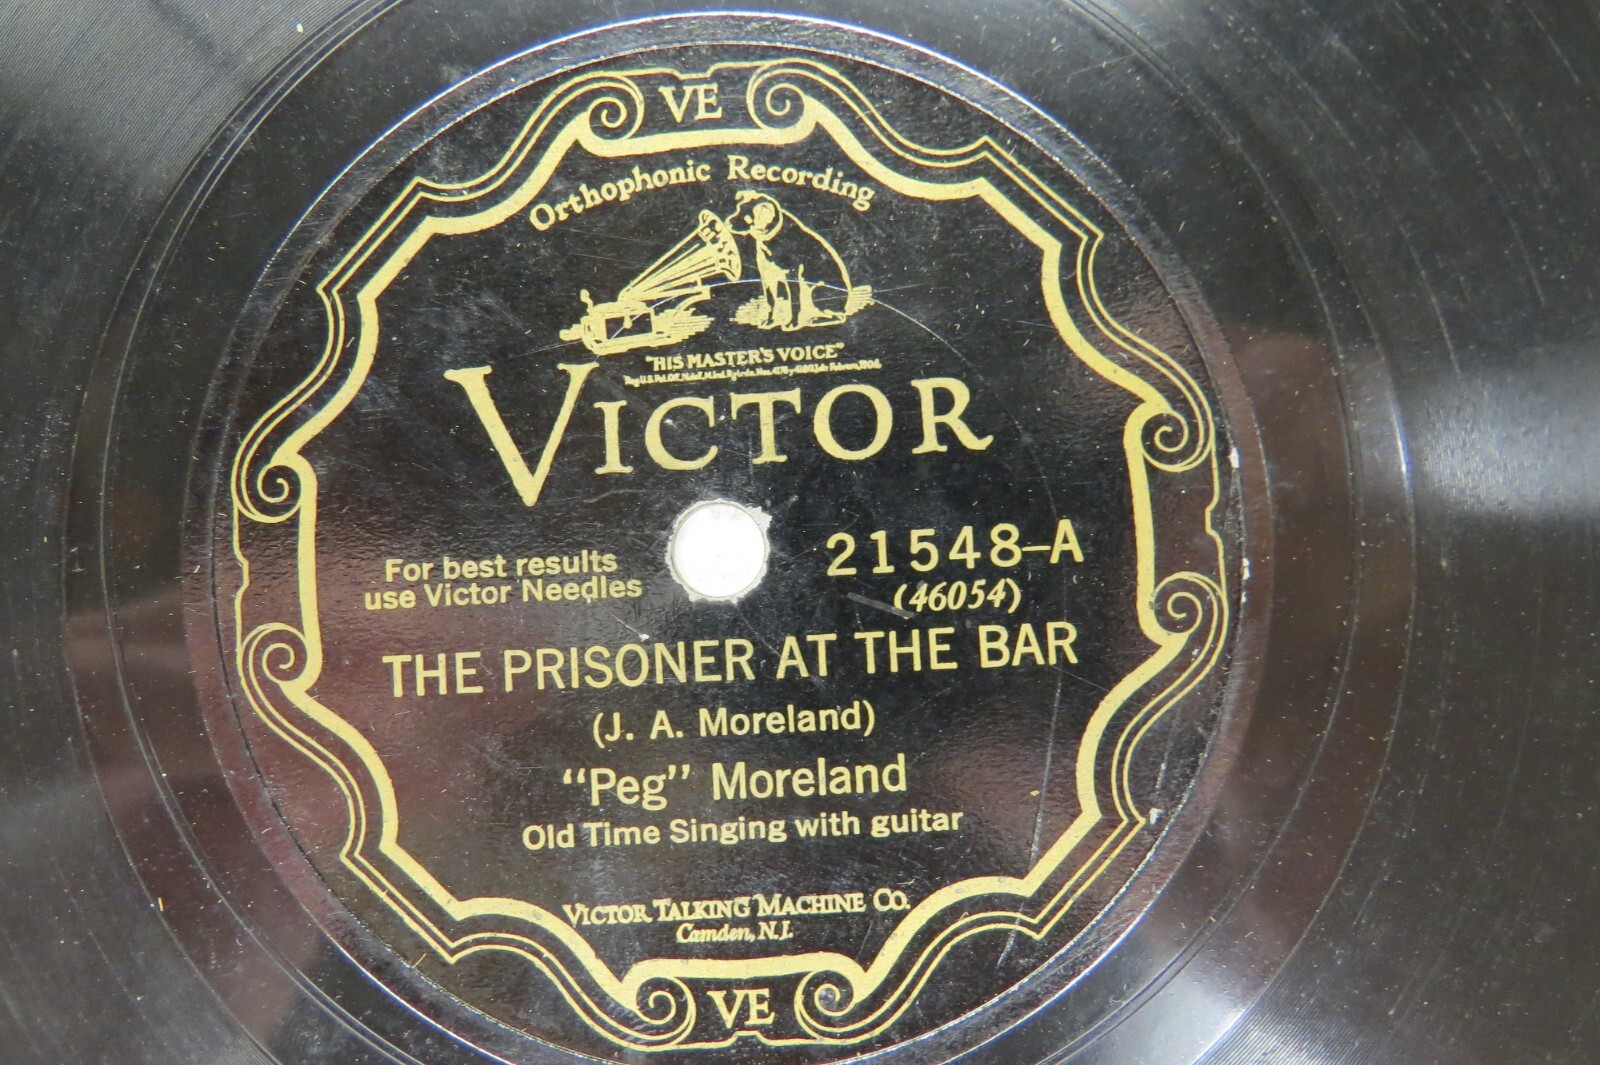 VE
Orthophonic Recording
"HIS MASTER'S VOICE"
VICTOR
For best results
use Victor Needles
21548-A
(46054)
THE PRISONER AT THE BAR
(J. A. Moreland)
"Peg" Moreland
Old Time Singing with guitar
VICTOR TALKING MACHINE CO.
Camden, N.J.
VE